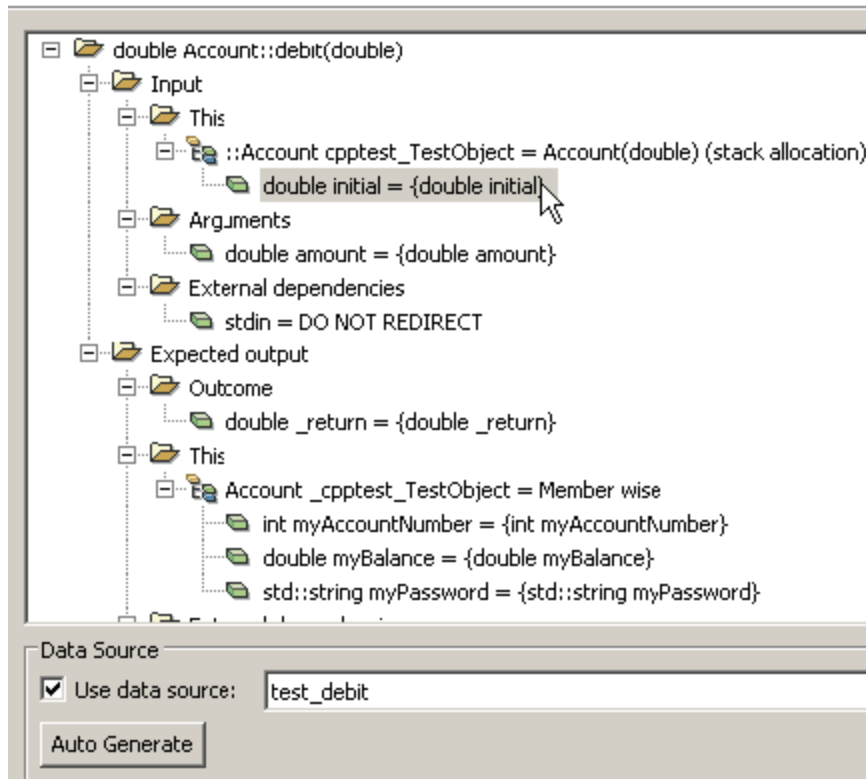 double Account::debit(double)
Input
This
::Account cpptest_TestObject = Account(double) (stack allocation)
double initial = {double initial}
Arguments
double amount = {double amount}
External dependencies
stdin = DO NOT REDIRECT
Expected output
Outcome
double _return = {double _return}
This
Account _cpptest_TestObject = Member wise
int myAccountNumber = {int myAccountNumber}
double myBalance = {double myBalance}
std::string myPassword = {std::string myPassword}
Data Source
Use data source:
test_debit
Auto Generate